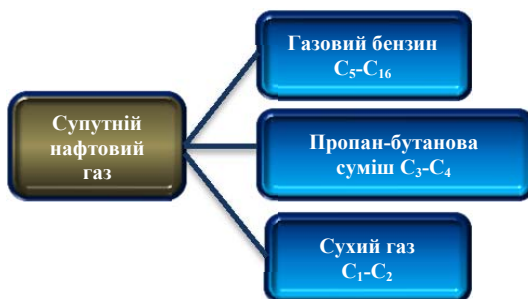 Супутній
нафтовий
газ
Газовий бензин
C₅-C₁₆
Пропан-бутанова
суміш C₃-C₄
Сухий газ
C₁-C₂